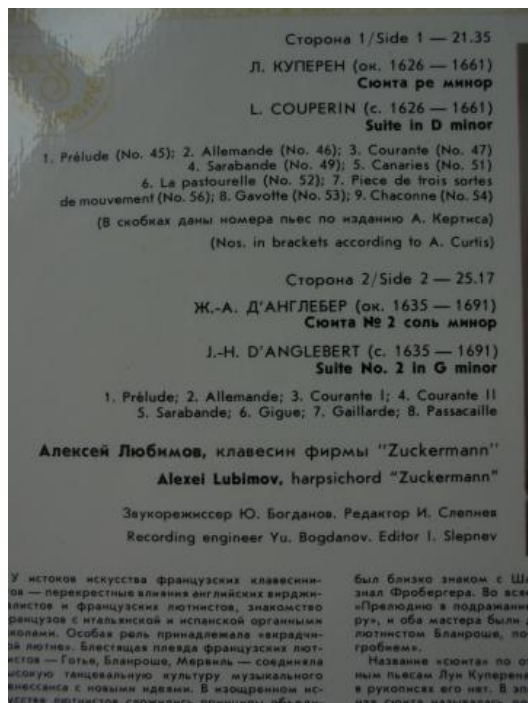 Сторона 1/Side 1 — 21.35
Л. КУПЕРЕН (ок. 1626 — 1661)
Сюита ре минор
L. COUPERIN (c. 1626 — 1661)
Suite in D minor
1. Prélude (No. 45); 2. Allemande (No. 46); 3. Courante (No. 47)
4. Sarabande (No. 49); 5. Canaries (No. 51)
6. La pastourelle (No. 52); 7. Piece de trois sortes
de mouvement (No. 56); 8. Gavotte (No. 53); 9. Chaconne (No. 54)
(В скобках даны номера пьес по изданию А. Кертиса)
(Nos. in brackets according to A. Curtis)
Сторона 2/Side 2 — 25.17
Ж.-А. Д'АНГЛЕБЕР (ок. 1635 — 1691)
Сюита № 2 соль минор
J.-H. D'ANGLEBERT (c. 1635 — 1691)
Suite No. 2 in G minor
1. Prélude; 2. Allemande; 3. Courante I; 4. Courante II
5. Sarabande; 6. Gigue; 7. Gaillarde; 8. Passacaille
Алексей Любимов, клавесин фирмы "Zuckermann"
Alexei Lubimov, harpsichord "Zuckermann"
Звукорежиссер Ю. Богданов. Редактор И. Слепнев
Recording engineer Yu. Bogdanov. Editor I. Slepnev
У истоков искусства французских клавесини-
— перекрестные влияния английских вирджи-
и французских лютнистов, знакомство
с итальянской и испанской органными
Особая роль принадлежала
Блестящая плеяда французских лют-
— Готье, Бланроше, Мервиль — соединяла
танцевальную культуру музыкального
с новыми идеями. В изощренном ис-
лютнистов сложились принципы
был близко знаком с
знал Фробергера. Во
«Прелюдию в подражании
ру», и оба мастера были
лютнистом Бланроше,
гробием».
Название «сюита» по
ным пьесам Луи Куперена
в рукописях его нет. В